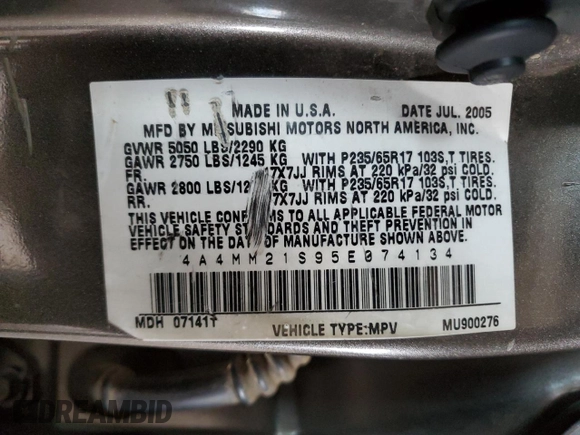 MADE IN U.S.A. DATE JUL. 2005
MFD BY MITSUBISHI MOTORS NORTH AMERICA, INC.
GVWR 5050 LBS/2290 KG
GAWR 2750 LBS/1245 KG WITH P235/65R17 103S,T TIRES.
FR. 17X7JJ RIMS AT 220 kPa/32 psi COLD.
GAWR 2800 LBS/12 KG WITH P235/65R17 103S,T TIRES.
RR. 17X7JJ RIMS AT 220 kPa/32 psi COLD.
THIS VEHICLE CONFORMS TO ALL APPLICABLE FEDERAL MOTOR
VEHICLE SAFETY STANDARDS AND THEFT PREVENTION STANDARDS IN
EFFECT ON THE DATE OF MANUFACTURE SHOWN ABOVE.
4A4MM21S95E074134
MDH 07141T VEHICLE TYPE:MPV MU900276
DREAMBID